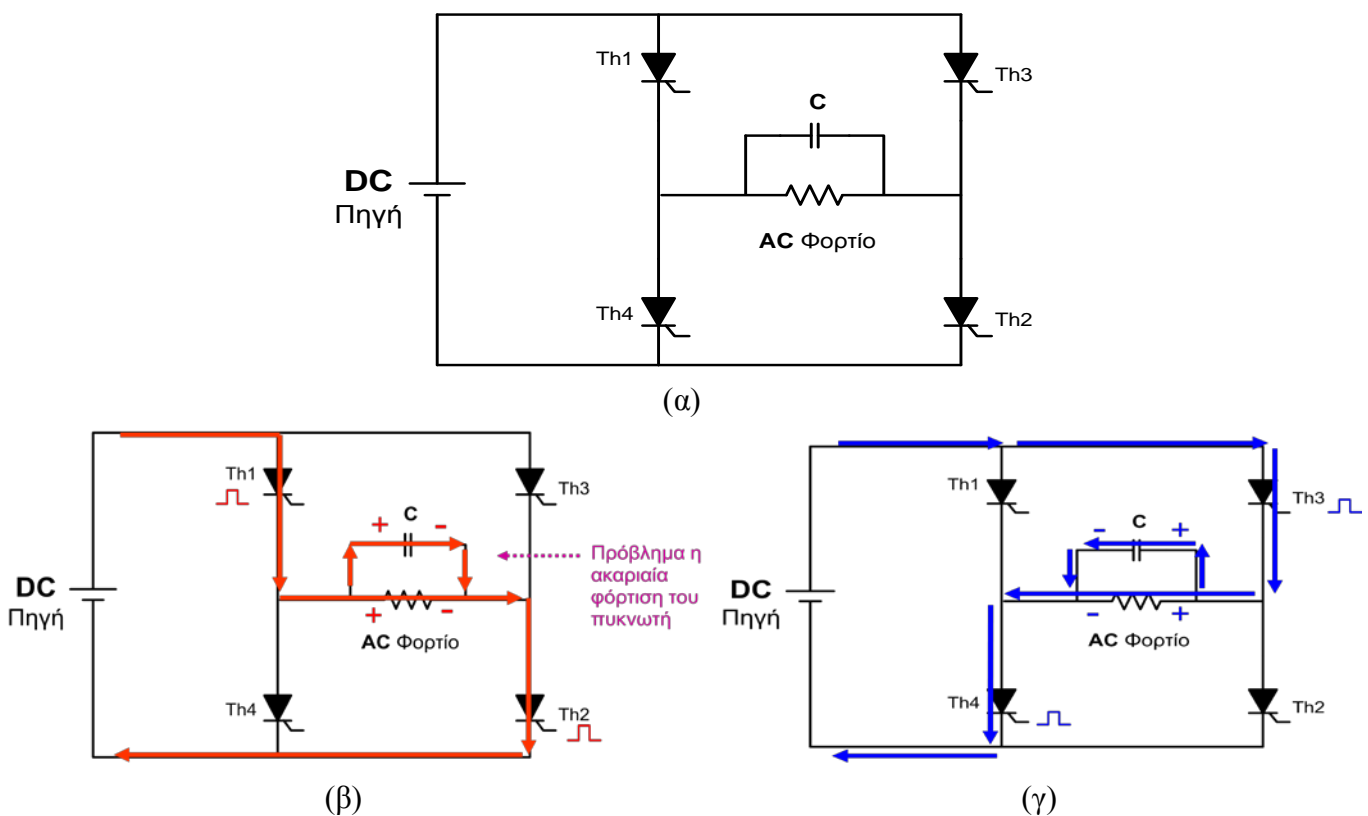 Th1
Th3
C
DC
Πηγή
AC Φορτίο
Th4
Th2
(α)
Th1
Th3
C
+ -
Πρόβλημα η
ακαριαία
φόρτιση του
πυκνωτή
DC
Πηγή
+ -
AC Φορτίο
Th4
Th2
(β)
Th1
Th3
C
- +
DC
Πηγή
- +
AC Φορτίο
Th4
Th2
(γ)